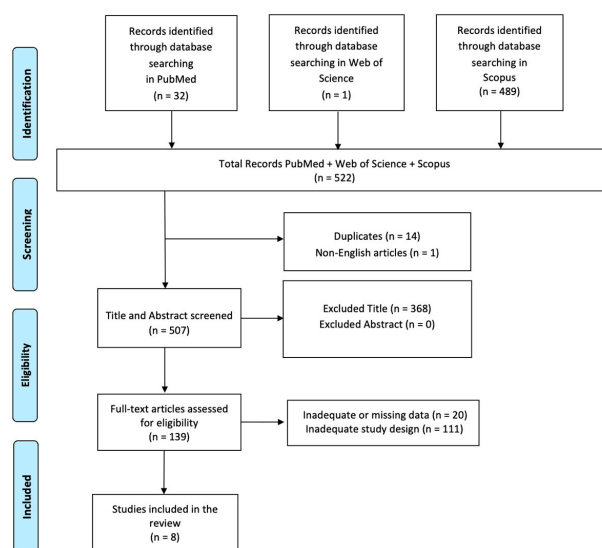 Identification
Records identified
through database
searching
in PubMed
(n = 32)
Records identified
through database
searching in Web of
Science
(n = 1)
Records identified
through database
searching in
Scopus
(n = 489)
Total Records PubMed + Web of Science + Scopus
(n = 522)
Screening
Duplicates (n = 14)
Non-English articles (n = 1)
Title and Abstract screened
(n = 507)
Excluded Title (n = 368)
Excluded Abstract (n = 0)
Eligibility
Full-text articles assessed
for eligibility
(n = 139)
Inadequate or missing data (n = 20)
Inadequate study design (n = 111)
Included
Studies included in the
review
(n = 8)